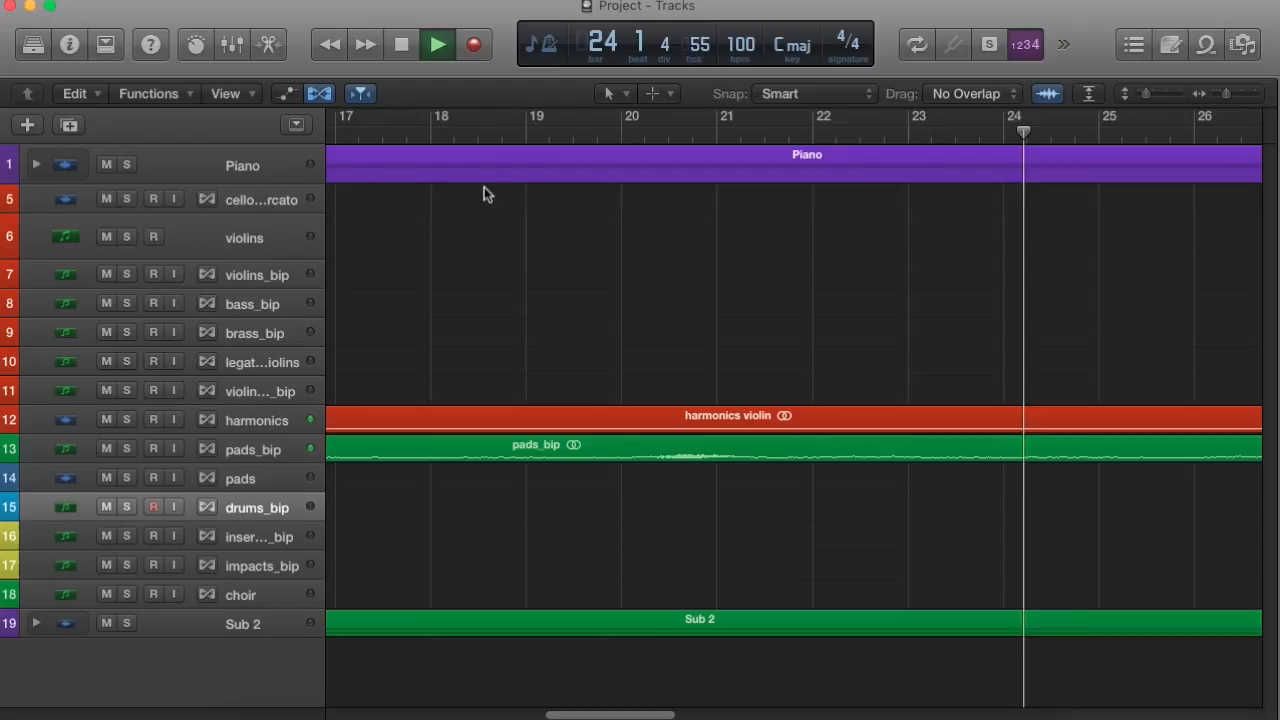 Project - Tracks
24 1 4 55 100 C maj 4/4
bar beat div tick bpm key signature
S 1234
Edit Functions View Snap: Smart Drag: No Overlap
17 18 19 20 21 22 23 24 25 26
1 M S Piano Piano
5 M S R I cello...rcato
6 M S R violins
7 M S R I violins_bip
8 M S R I bass_bip
9 M S R I brass_bip
10 M S R I legat...iolins
11 M S R I violin..._bip
12 M S R I harmonics harmonics violin
13 M S R I pads_bip pads_bip
14 M S R I pads
15 M S R I drums_bip
16 M S R I inser..._bip
17 M S R I impacts_bip
18 M S R I choir
19 M S Sub 2 Sub 2